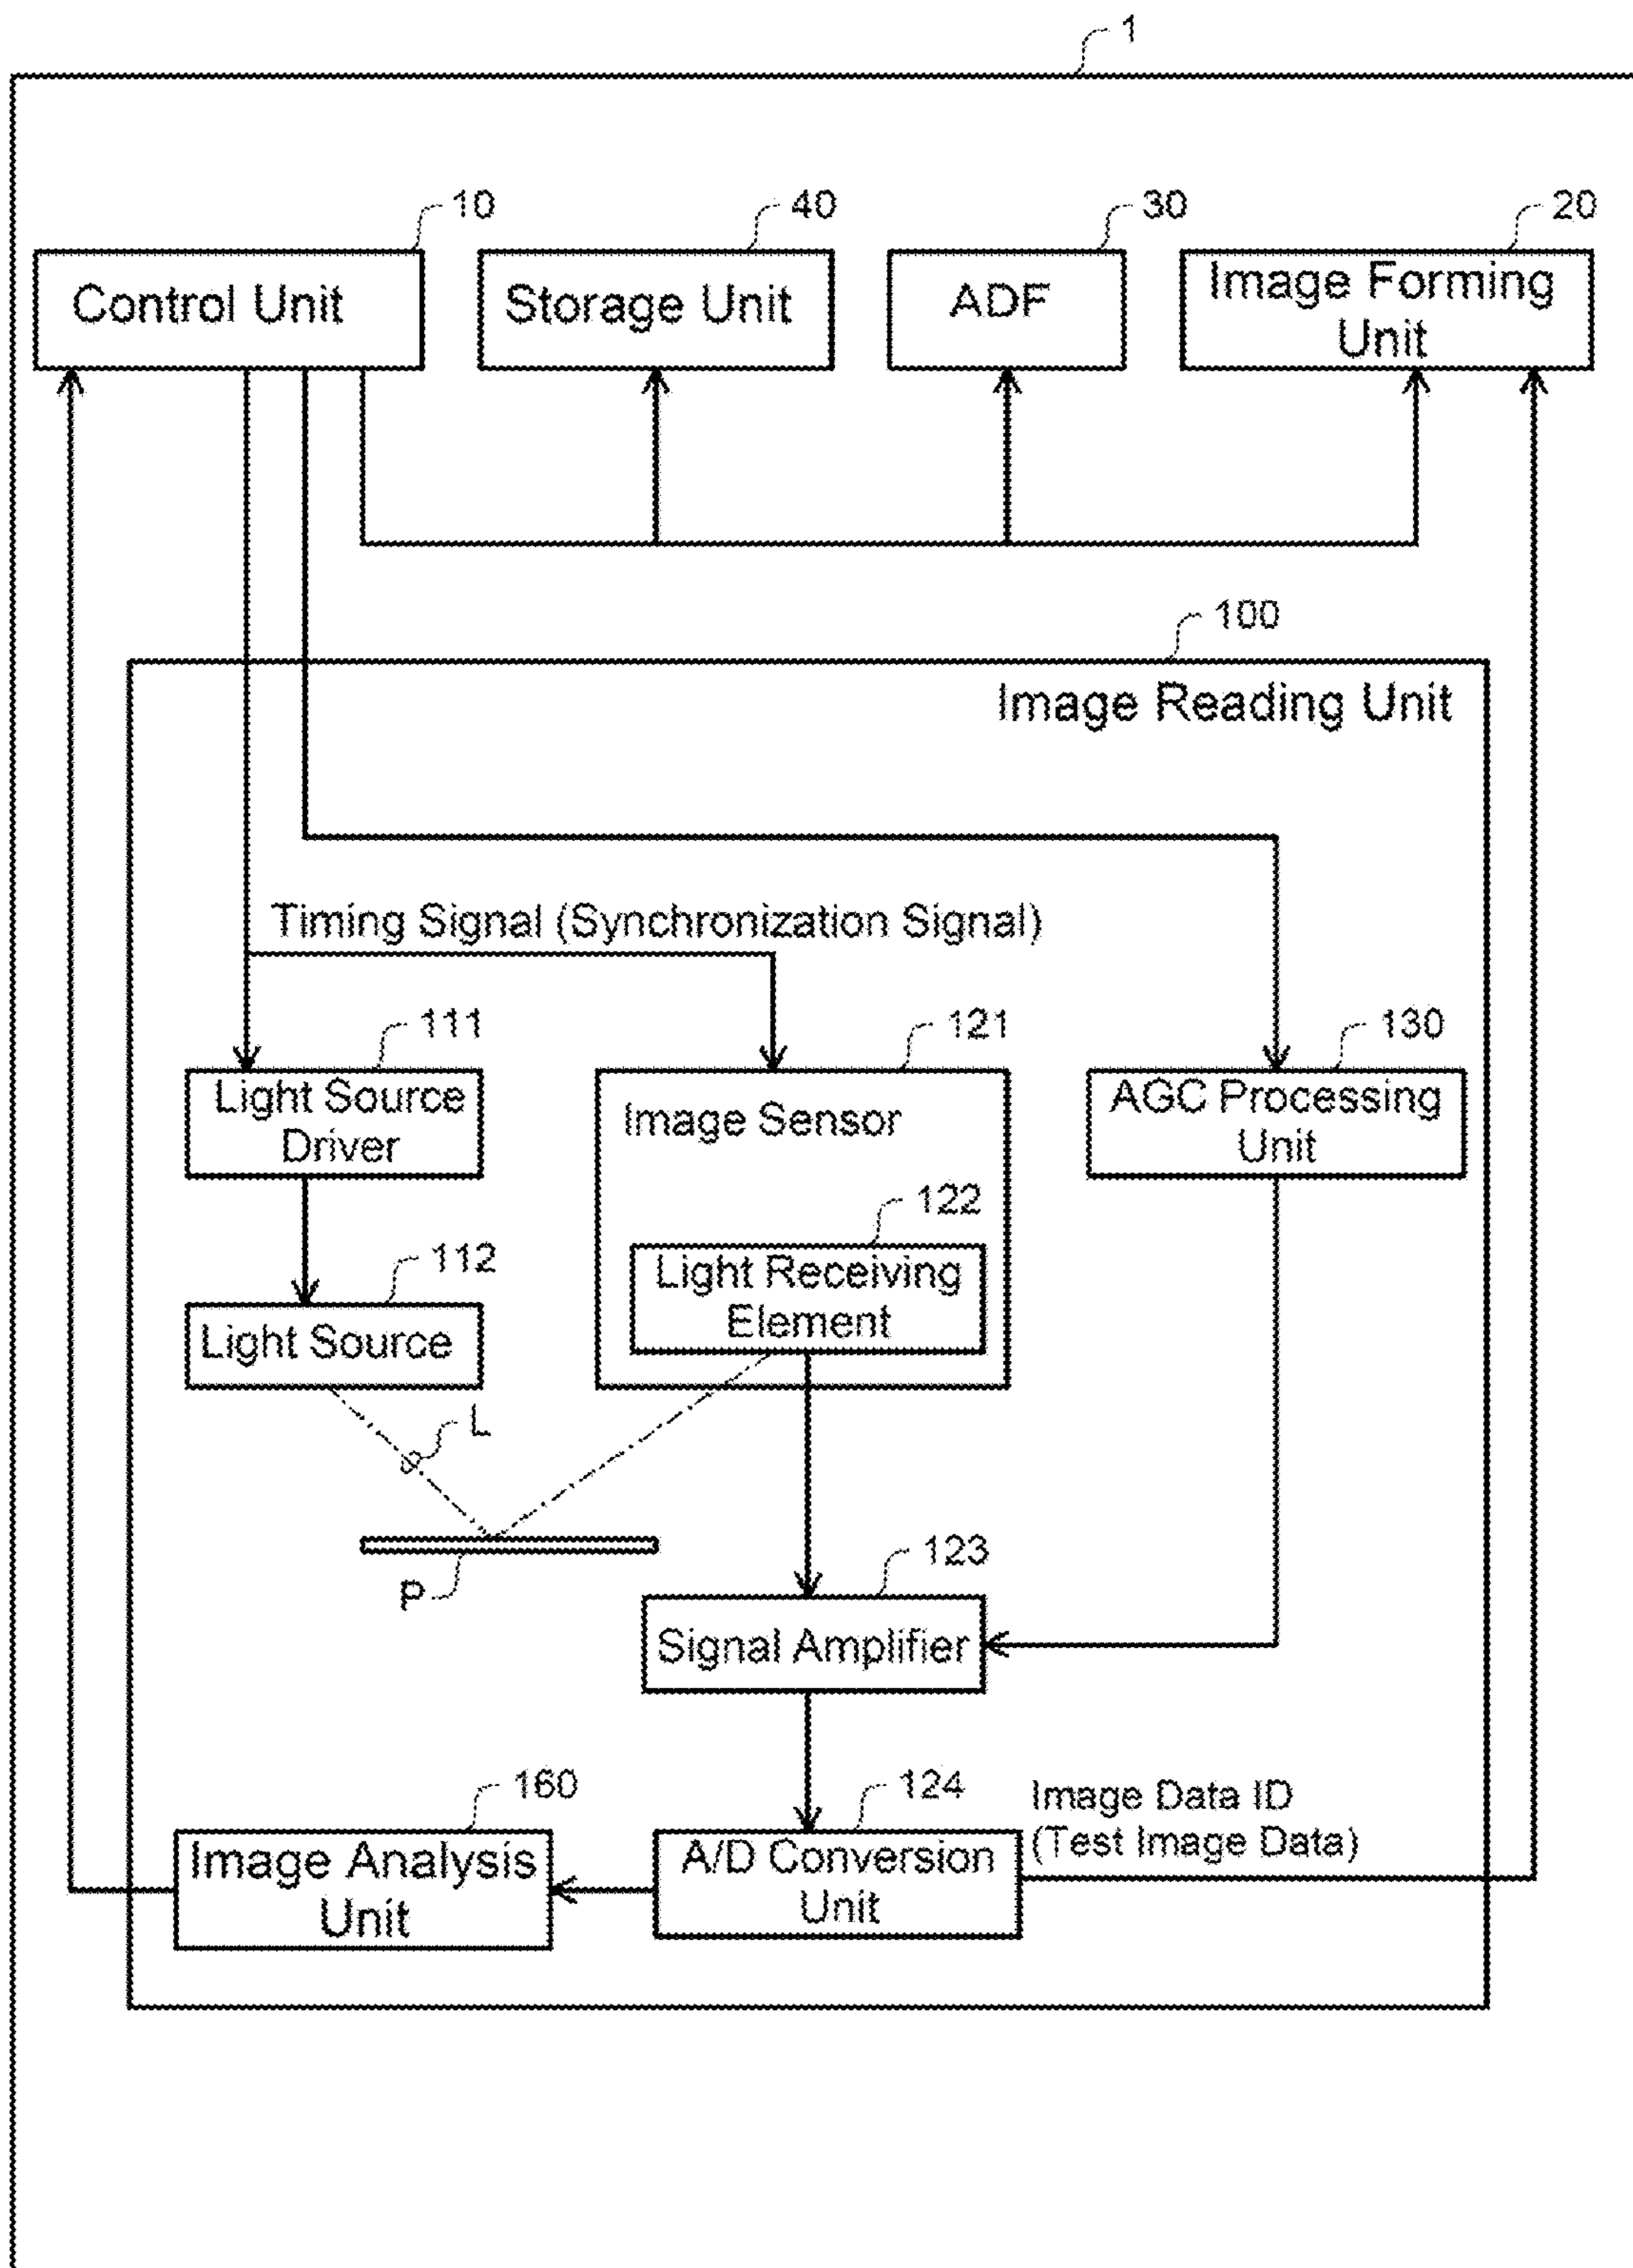 1
10
40
30
20
Control Unit
Storage Unit
ADF
Image Forming
Unit
100
Image Reading Unit
Timing Signal (Synchronization Signal)
111
121
130
Light Source
Driver
Image Sensor
AGC Processing
Unit
122
112
Light Receiving
Element
Light Source
L
P
123
Signal Amplifier
160
124
Image Data ID
(Test Image Data)
Image Analysis
Unit
A/D Conversion
Unit